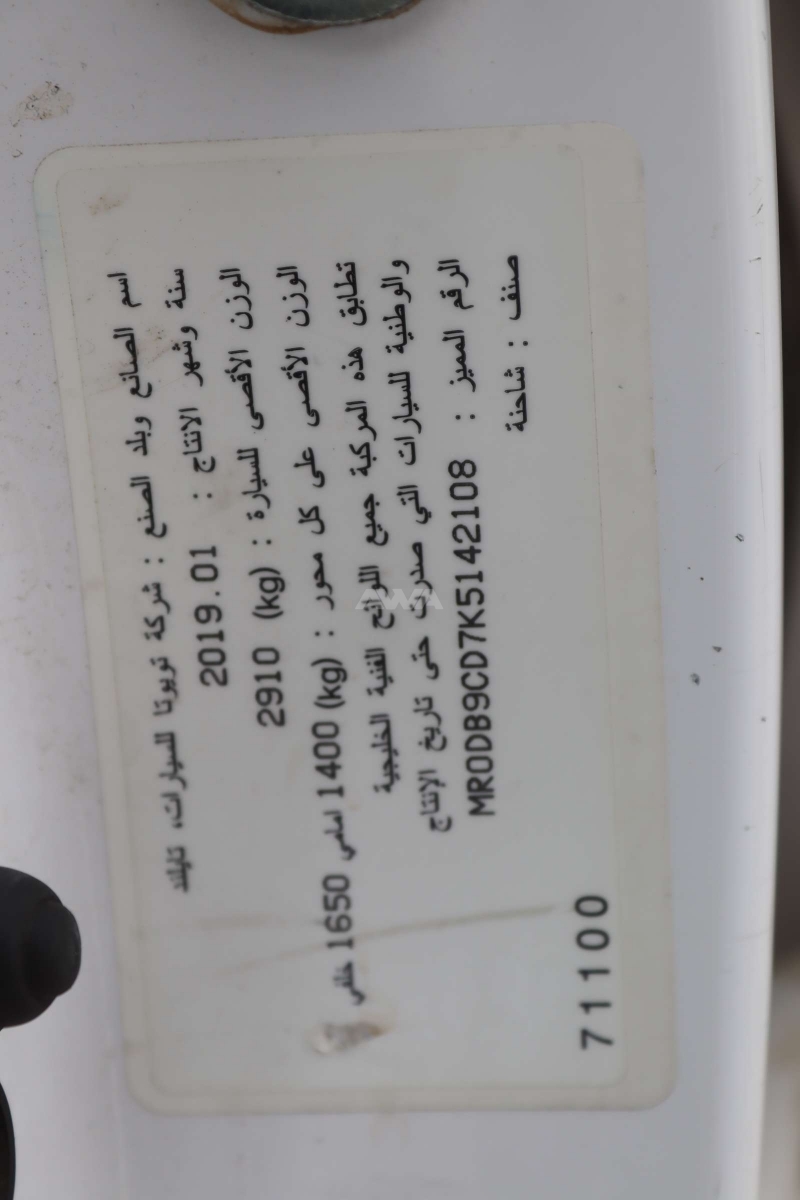 اسم الصانع وبلد الصنع : شركة تويوتا للسيارات، تايلند
سنة وشهر الانتاج : 2019.01
الوزن الأقصى للسيارة : (kg) 2910
الوزن الأقصى على كل محور : (kg) 1400 امامي 1650 خلفي
تطابق هذه المركبة جميع اللوائح الفنية الخليجية
والوطنية للسيارات التي صدرت حتى تاريخ الإنتاج
الرقم المميز : MR0DB9CD7K5142108
صنف : شاحنة
71100